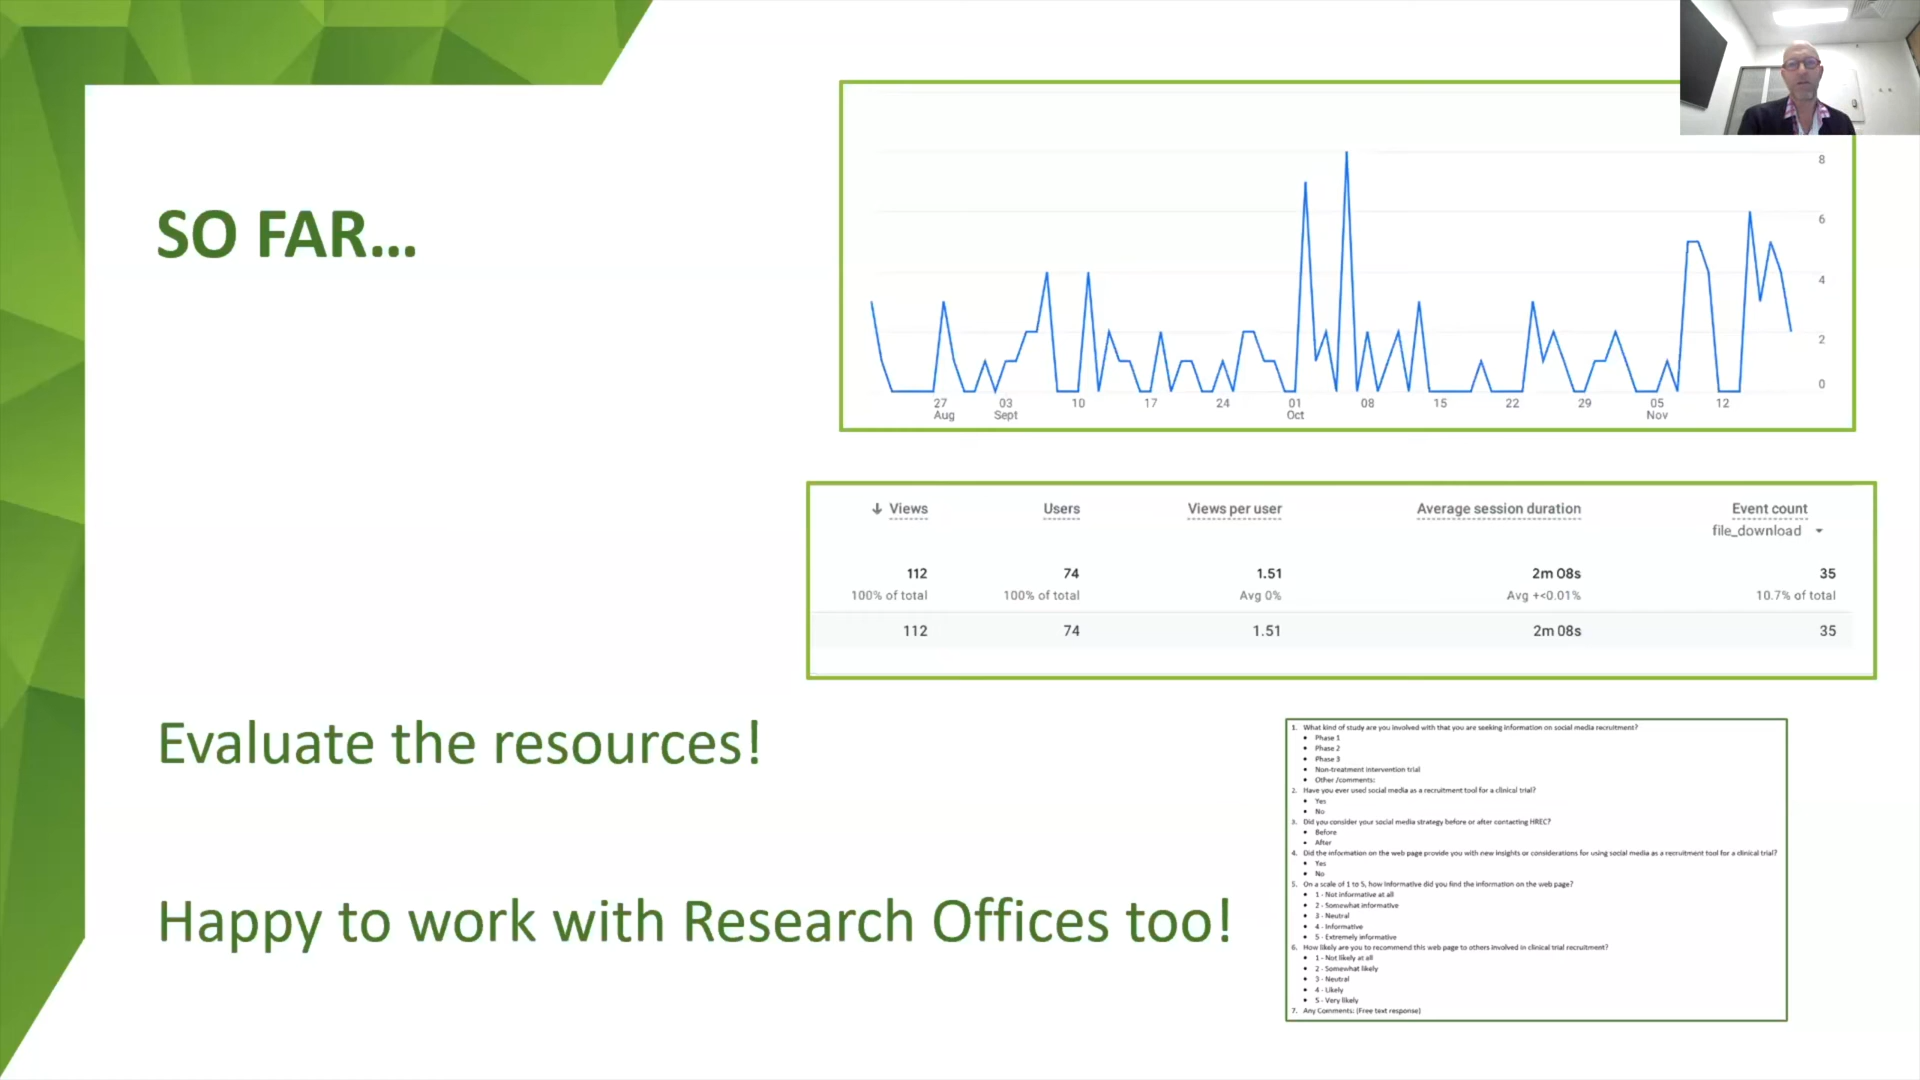 SO FAR...
8
6
4
2
0
27 03 10 17 24 01 08 15 22 29 05 12
Aug Sept Oct Nov
↓ Views Users Views per user Average session duration Event count
file_download
112 74 1.51 2m 08s 35
100% of total 100% of total Avg 0% Avg +<0.01% 10.7% of total
112 74 1.51 2m 08s 35
Evaluate the resources!
Happy to work with Research Offices too!
1. What kind of study are you involved with that you are seeking information on social media recruitment?
• Phase 1
• Phase 2
• Phase 3
• Non-treatment intervention trial
• Other /comments:
2. Have you ever used social media as a recruitment tool for a clinical trial?
• Yes
• No
3. Did you consider your social media strategy before or after contacting HREC?
• Before
• After
4. Did the information on the web page provide you with new insights or considerations for using social media as a recruitment tool for a clinical trial?
• Yes
• No
5. On a scale of 1 to 5, how informative did you find the information on the web page?
• 1 - Not informative at all
• 2 - Somewhat informative
• 3 - Neutral
• 4 - Informative
• 5 - Extremely informative
6. How likely are you to recommend this web page to others involved in clinical trial recruitment?
• 1 - Not likely at all
• 2 - Somewhat likely
• 3 - Neutral
• 4 - Likely
• 5 - Very likely
7. Any Comments: (Free text response)